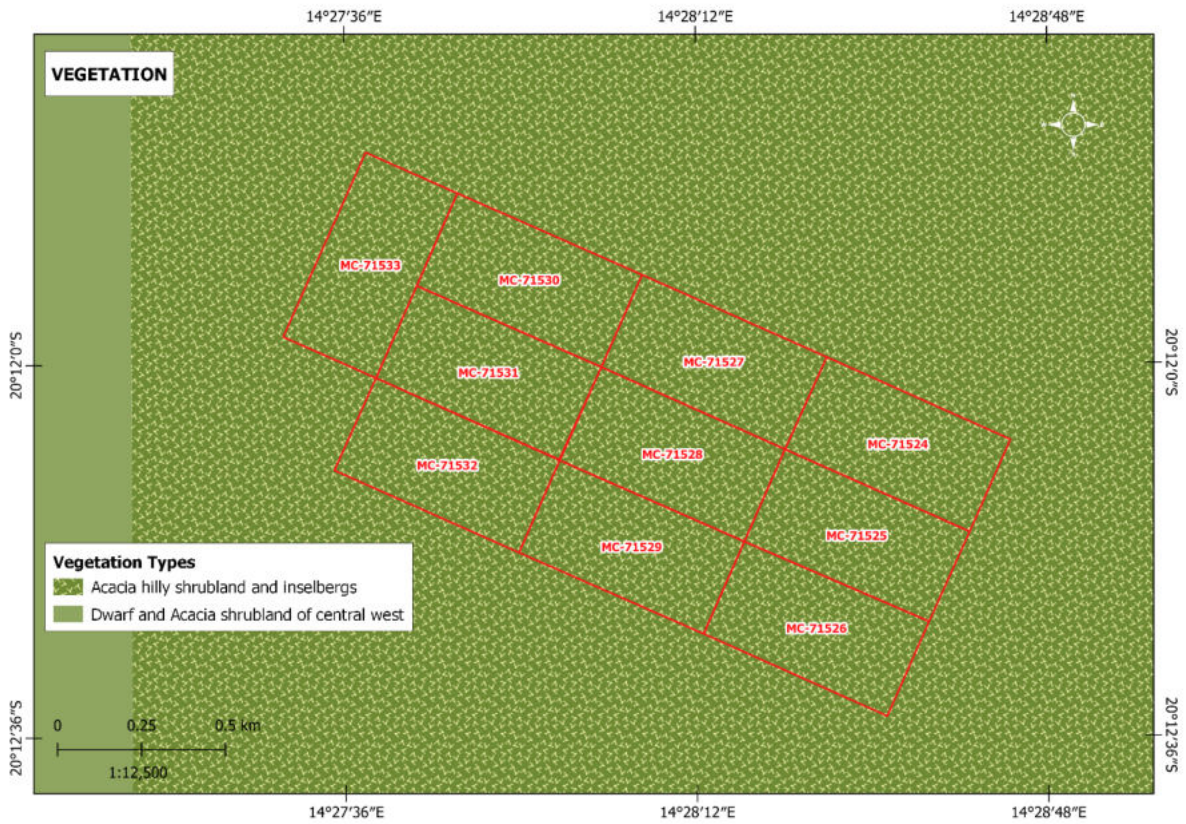 14°27′36″E
14°28′12″E
14°28′48″E
VEGETATION
MC-71533
MC-71530
MC-71527
MC-71531
MC-71524
MC-71528
MC-71532
MC-71525
MC-71529
MC-71526
20°12′0″S
20°12′0″S
Vegetation Types
Acacia hilly shrubland and inselbergs
Dwarf and Acacia shrubland of central west
0 0.25 0.5 km
1:12,500
20°12′36″S
20°12′36″S
14°27′36″E
14°28′12″E
14°28′48″E